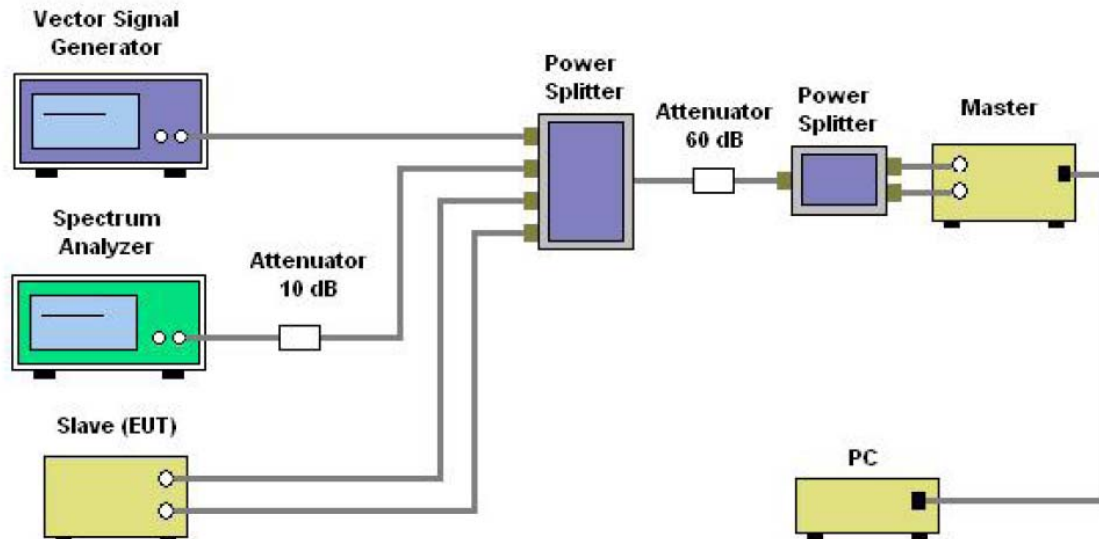 Vector Signal
Generator
Power
Splitter
Attenuator
60 dB
Power
Splitter
Master
Spectrum
Analyzer
Attenuator
10 dB
Slave (EUT)
PC